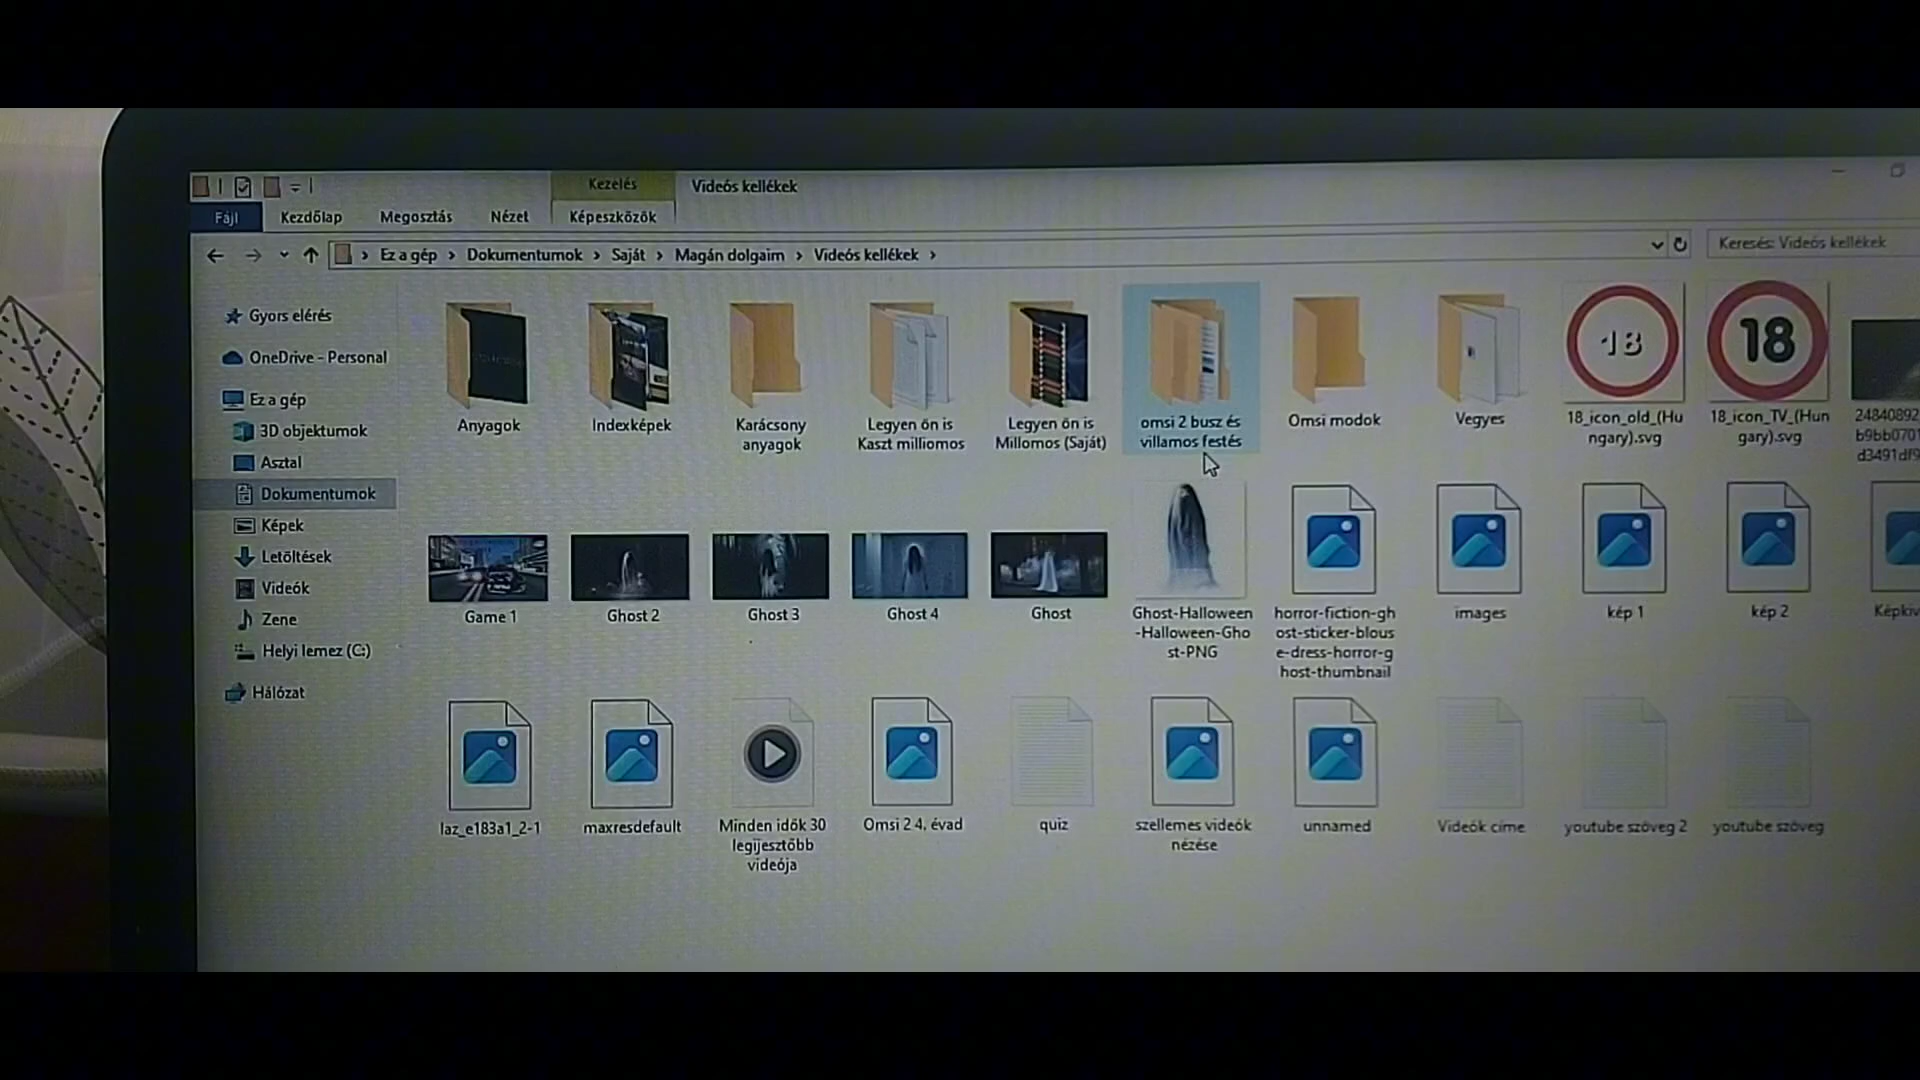 Kezelés
Videós kellékek
Fájl
Kezdőlap
Megosztás
Nézet
Képeszközök
Ez a gép
Dokumentumok
Saját
Magán dolgaim
Videós kellékek
Keresés: Videós kellékek
Gyors elérés
OneDrive - Personal
Ez a gép
3D objektumok
Asztal
Dokumentumok
Képek
Letöltések
Videók
Zene
Helyi lemez (C:)
Hálózat
Anyagok
Indexképek
Karácsony
anyagok
Legyen ön is
Kaszt milliomos
Legyen ön is
Millomos (Saját)
omsi 2 busz és
villamos festés
Omsi modok
Vegyes
18
18_icon_old_(Hu
ngary).svg
18
18_icon_TV_(Hun
gary).svg
24840892
b9bb0701
d3491df9
Game 1
Ghost 2
Ghost 3
Ghost 4
Ghost
Ghost-Halloween
-Halloween-Gho
st-PNG
horror-fiction-gh
ost-sticker-blous
e-dress-horror-g
host-thumbnail
images
kép 1
kép 2
Képkiv
laz_e183a1_2-1
maxresdefault
Minden idők 30
legijesztőbb
videója
Omsi 2 4. évad
quiz
szellemes videók
nézése
unnamed
Videók címe
youtube szöveg 2
youtube szöveg